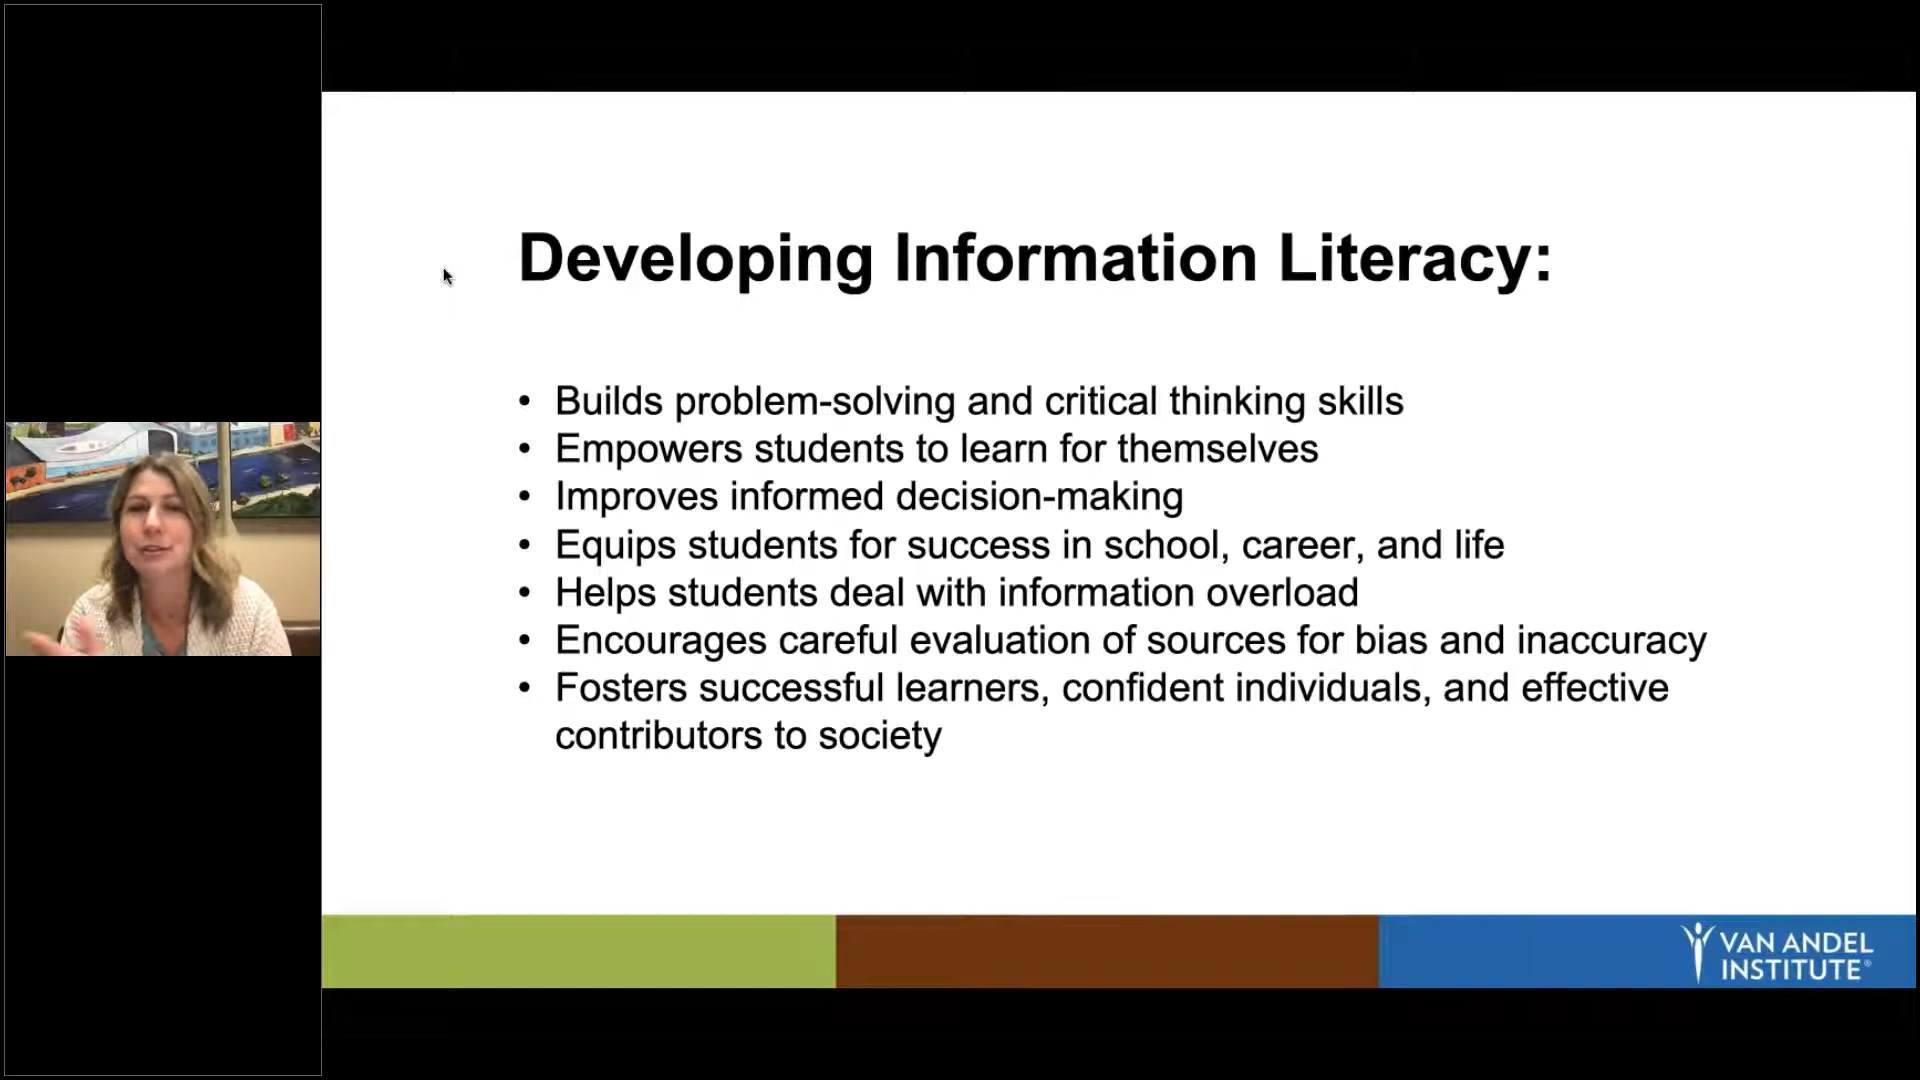 Developing Information Literacy:
• Builds problem-solving and critical thinking skills
• Empowers students to learn for themselves
• Improves informed decision-making
• Equips students for success in school, career, and life
• Helps students deal with information overload
• Encourages careful evaluation of sources for bias and inaccuracy
• Fosters successful learners, confident individuals, and effective
contributors to society
VAN ANDEL
INSTITUTE®